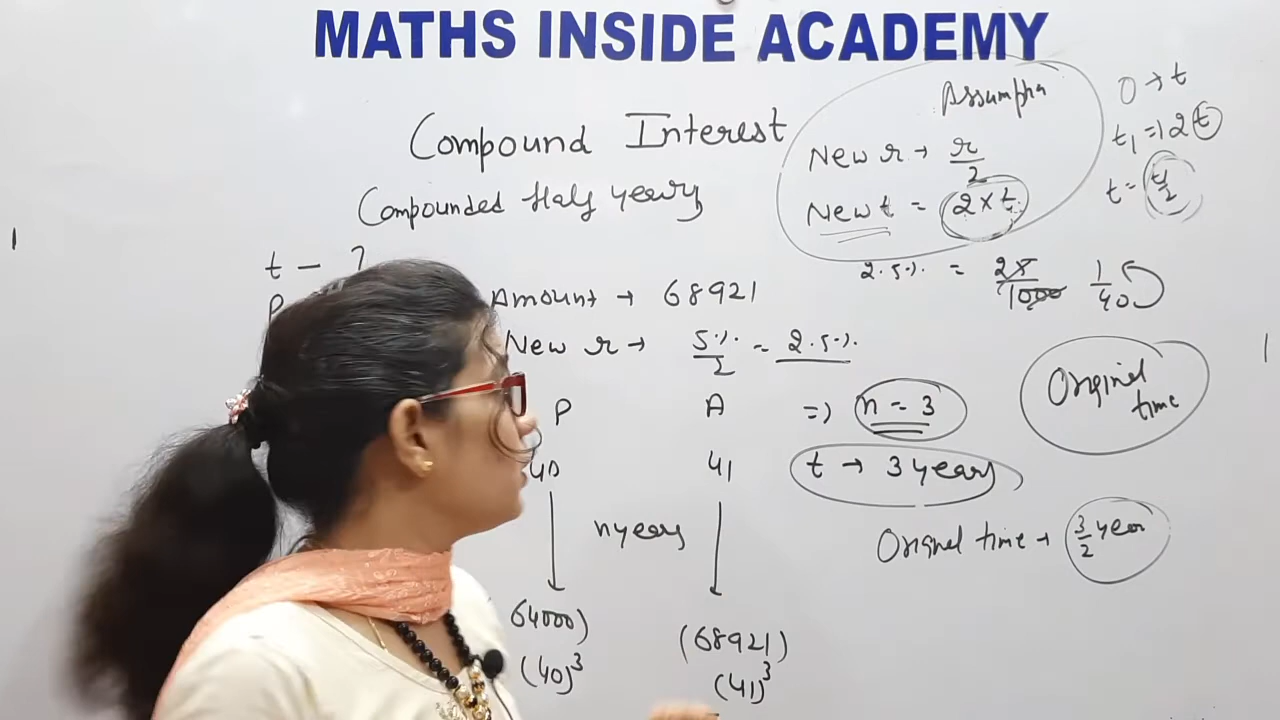 MATHS INSIDE ACADEMY
Compound Interest
Compounded Half yearly
t - ?
P
Amount → 68921
New r → 5%/2 = 2.5%
P A
40 41
n years
64000) (68921)
(40)³ (41)³
Assumption
New r → r/2
New t = 2×t
0 → t
t₁ => 2t
t = t₁/2
2.5% = 25/1000 1/40
=> n = 3
t → 3 years
Original
time
Original time → 3/2 year